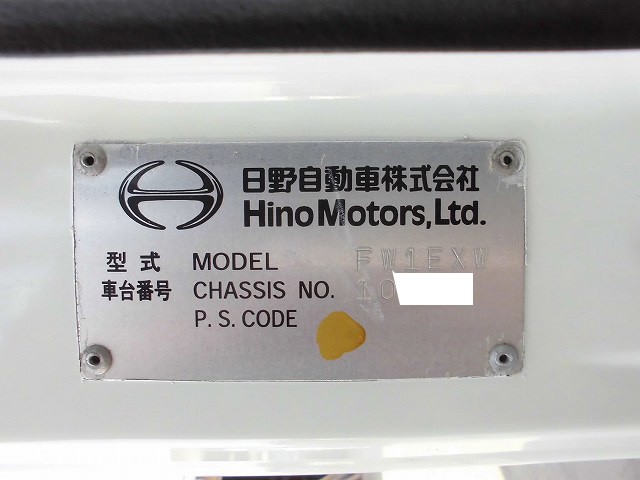 日野自動車株式会社
Hino Motors, Ltd.
型式 MODEL FW1EXW
車台番号 CHASSIS NO. 10
P.S.CODE